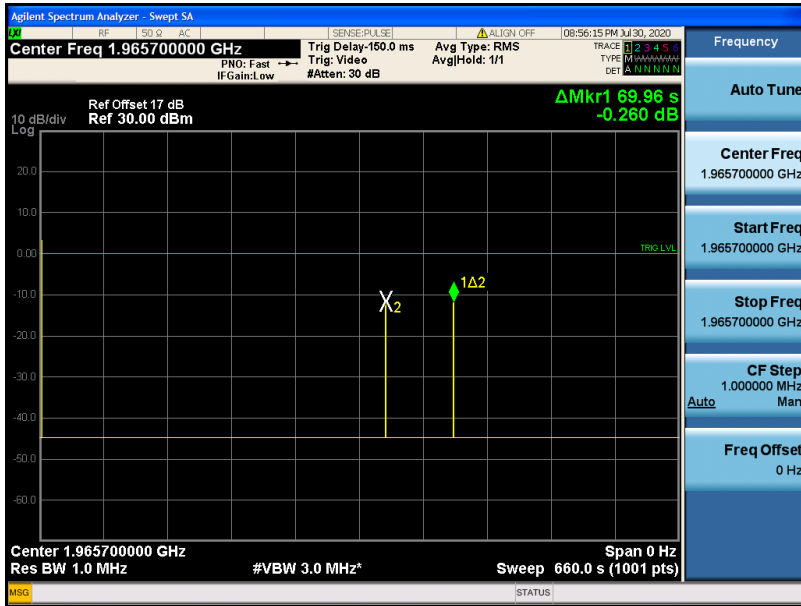 Agilent Spectrum Analyzer - Swept SA
LXI RF 50 Ω AC SENSE:PULSE ALIGN OFF 08:56:15 PM Jul 30, 2020
Center Freq 1.965700000 GHz
PNO: Fast
IFGain:Low
Trig Delay-150.0 ms
Trig: Video
#Atten: 30 dB
Avg Type: RMS
Avg|Hold: 1/1
TRACE 1 2 3 4 5 6
TYPE M
DET A N N N N N
ΔMkr1 69.96 s
-0.260 dB
Ref Offset 17 dB
10 dB/div Ref 30.00 dBm
Log
20.0
10.0
0.00
TRIG LVL
-10.0
1Δ2
2
-20.0
-30.0
-40.0
-50.0
-60.0
Center 1.965700000 GHz Span 0 Hz
Res BW 1.0 MHz #VBW 3.0 MHz* Sweep 660.0 s (1001 pts)
MSG STATUS
Frequency
Auto Tune
Center Freq
1.965700000 GHz
Start Freq
1.965700000 GHz
Stop Freq
1.965700000 GHz
CF Step
1.000000 MHz
Auto Man
Freq Offset
0 Hz